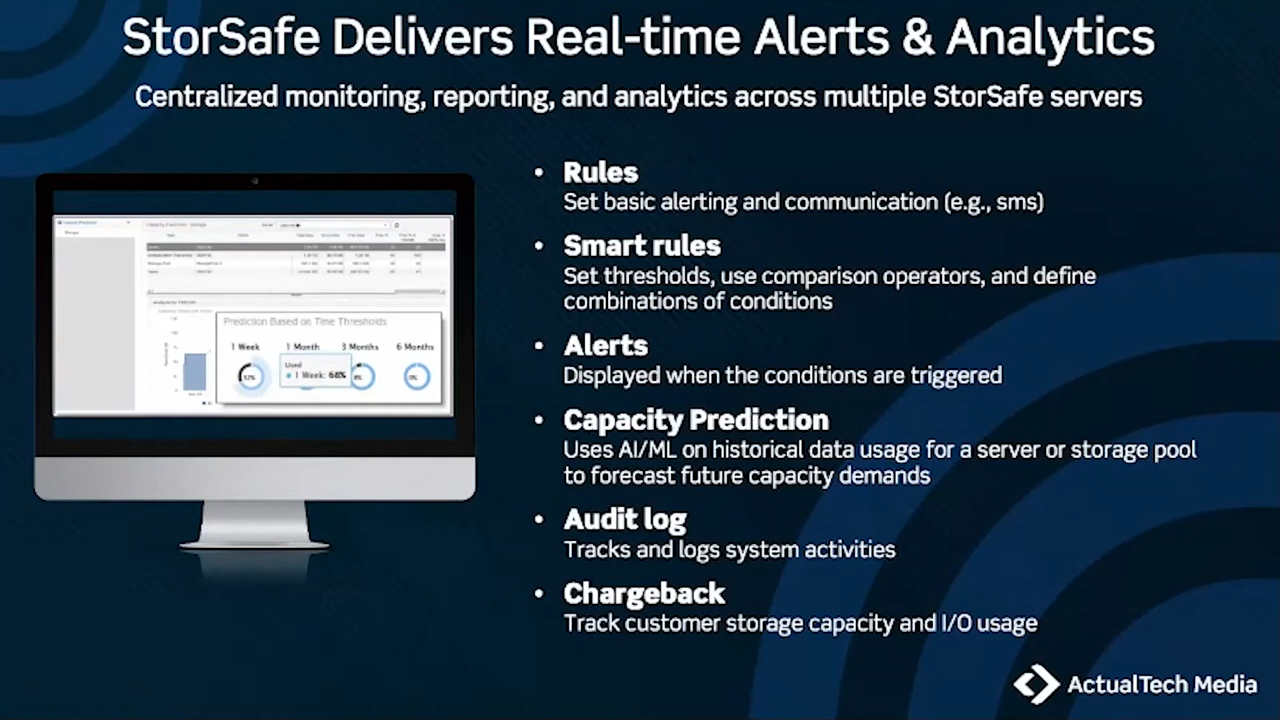 StorSafe Delivers Real-time Alerts & Analytics
Centralized monitoring, reporting, and analytics across multiple StorSafe servers
Prediction Based on Time Thresholds
1 Week 1 Month 3 Months 6 Months
Used
1 Week: 68%
• Rules
Set basic alerting and communication (e.g., sms)
• Smart rules
Set thresholds, use comparison operators, and define
combinations of conditions
• Alerts
Displayed when the conditions are triggered
• Capacity Prediction
Uses AI/ML on historical data usage for a server or storage pool
to forecast future capacity demands
• Audit log
Tracks and logs system activities
• Chargeback
Track customer storage capacity and I/O usage
ActualTech Media